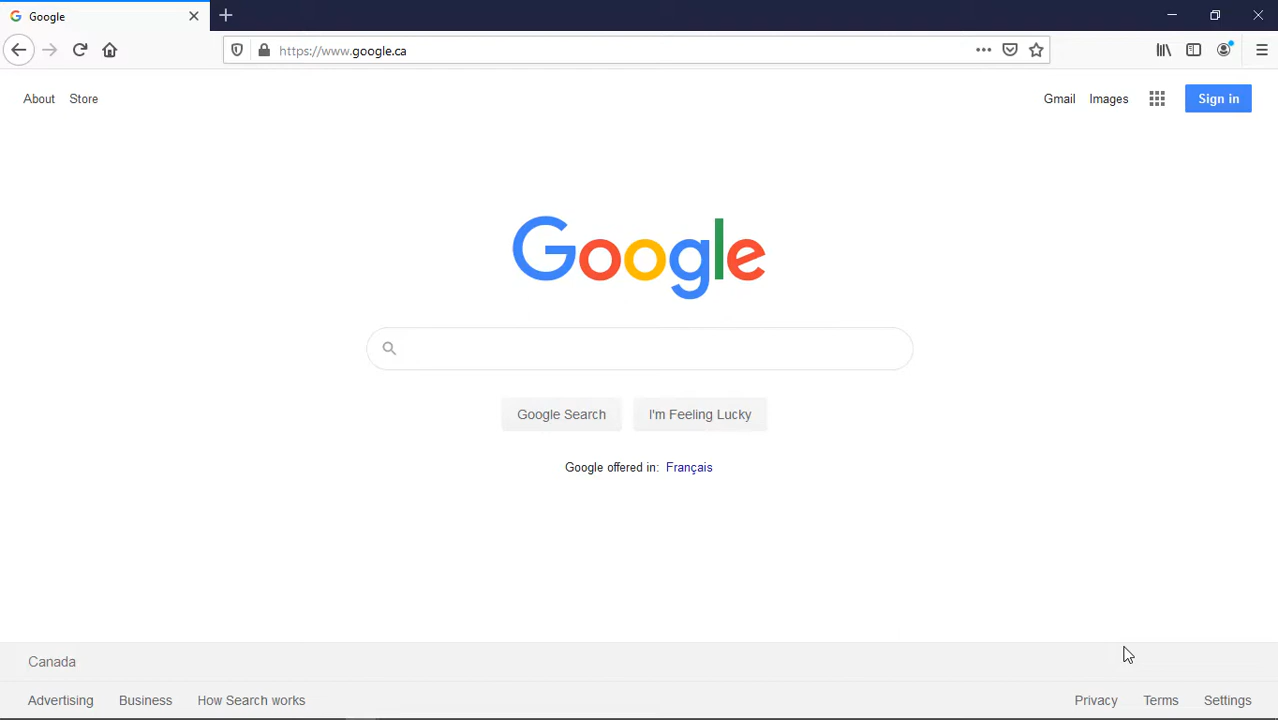 Google
https://www.google.ca
About Store
Gmail Images Sign in
Google
Google Search I'm Feeling Lucky
Google offered in: Français
Canada
Advertising Business How Search works
Privacy Terms Settings